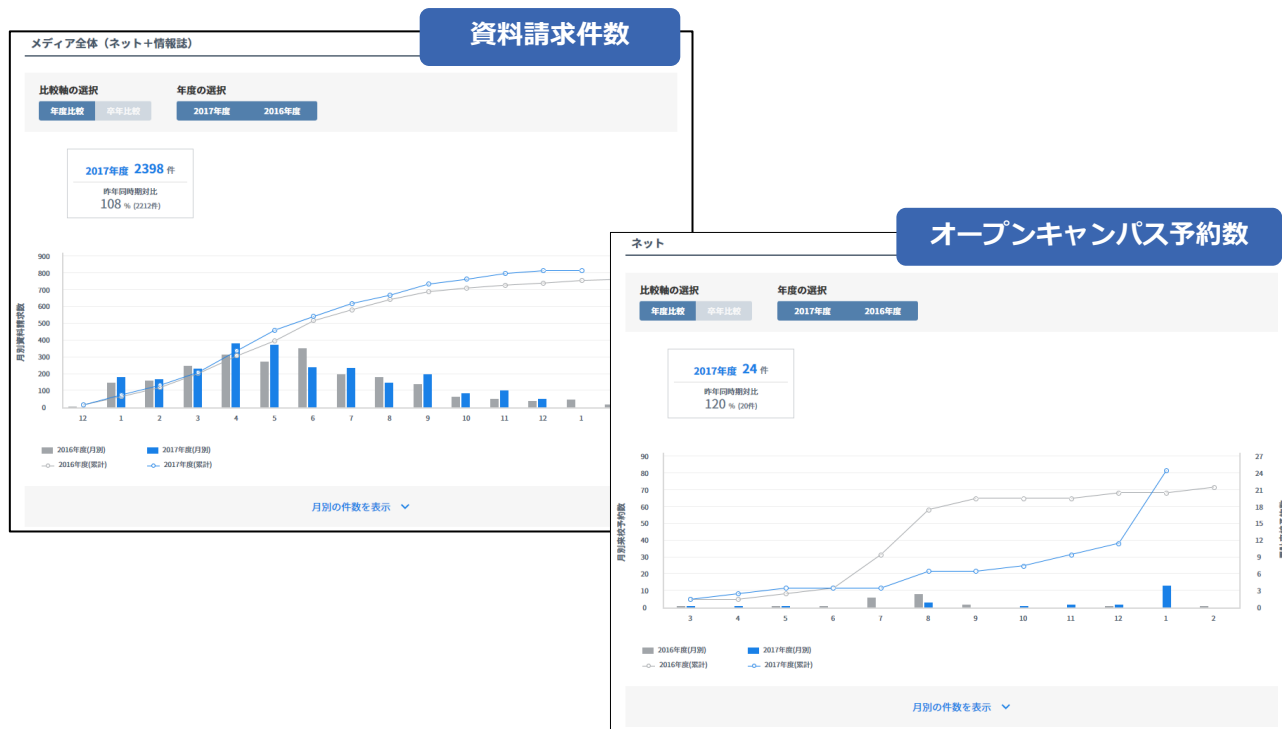 資料請求件数
メディア全体（ネット＋情報誌）
比較軸の選択 年度の選択
年度比較 卒年比較 2017年度 2016年度
2017年度 2398 件
昨年同時期対比
108 % (2212件)
月別資料請求数
900
800
700
600
500
400
300
200
100
0
12 1 2 3 4 5 6 7 8 9 10 11 12 1
2016年度(月別) 2017年度(月別)
2016年度(累計) 2017年度(累計)
月別の件数を表示
オープンキャンパス予約数
ネット
比較軸の選択 年度の選択
年度比較 卒年比較 2017年度 2016年度
2017年度 24 件
昨年同時期対比
120 % (20件)
月別来校予約数
90 27
80 24
70 21
60 18
50 15
40 12
30 9
20 6
10 3
0 0
3 4 5 6 7 8 9 10 11 12 1 2
2016年度(月別) 2017年度(月別)
2016年度(累計) 2017年度(累計)
月別の件数を表示